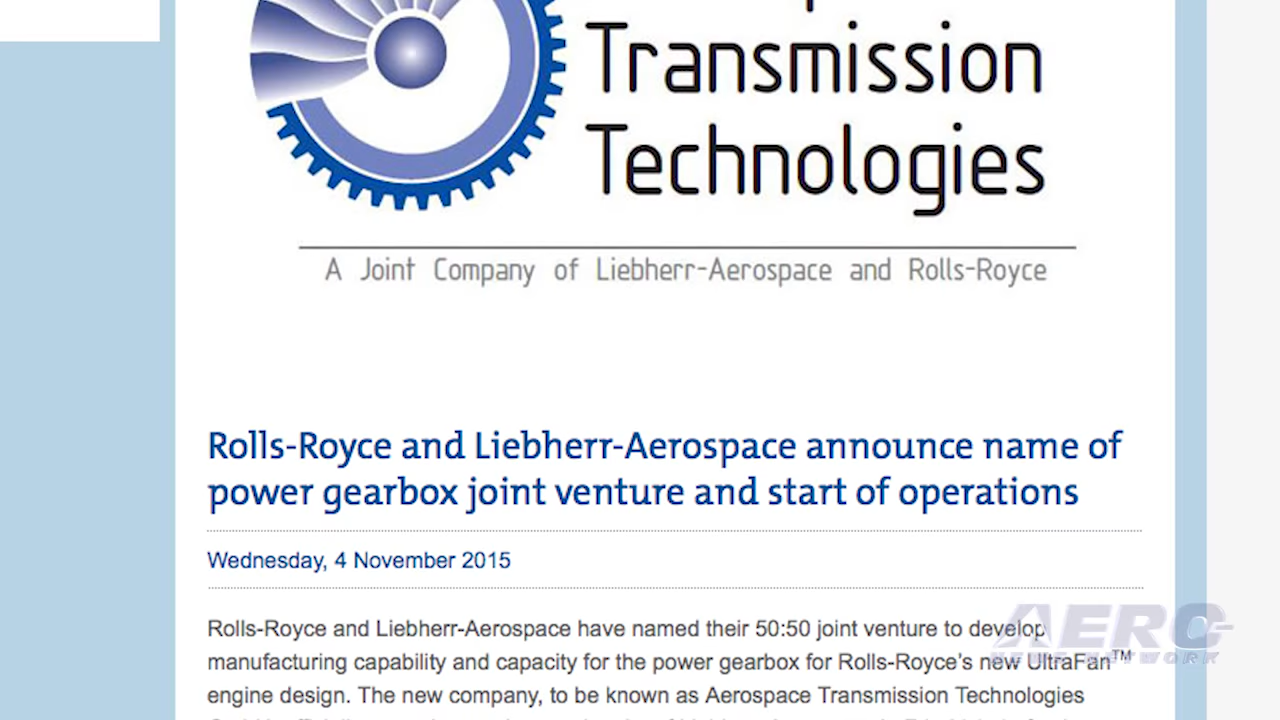 Transmission
Technologies
A Joint Company of Liebherr-Aerospace and Rolls-Royce
Rolls-Royce and Liebherr-Aerospace announce name of
power gearbox joint venture and start of operations
Wednesday, 4 November 2015
Rolls-Royce and Liebherr-Aerospace have named their 50:50 joint venture to develop
manufacturing capability and capacity for the power gearbox for Rolls-Royce's new UltraFan™
engine design. The new company, to be known as Aerospace Transmission Technologies
AERO
NEWS NETWORK